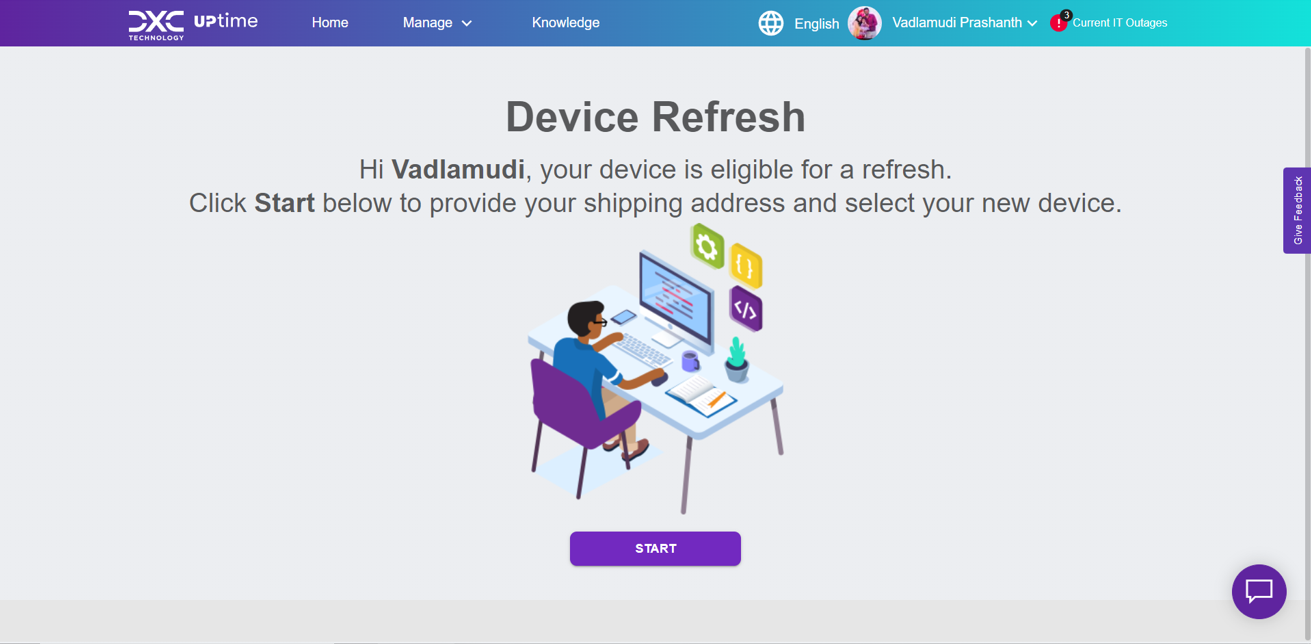 DXC TECHNOLOGY UPtime Home Manage Knowledge English Vadlamudi Prashanth 3 Current IT Outages
Device Refresh
Hi Vadlamudi, your device is eligible for a refresh.
Click Start below to provide your shipping address and select your new device.
Give Feedback
START